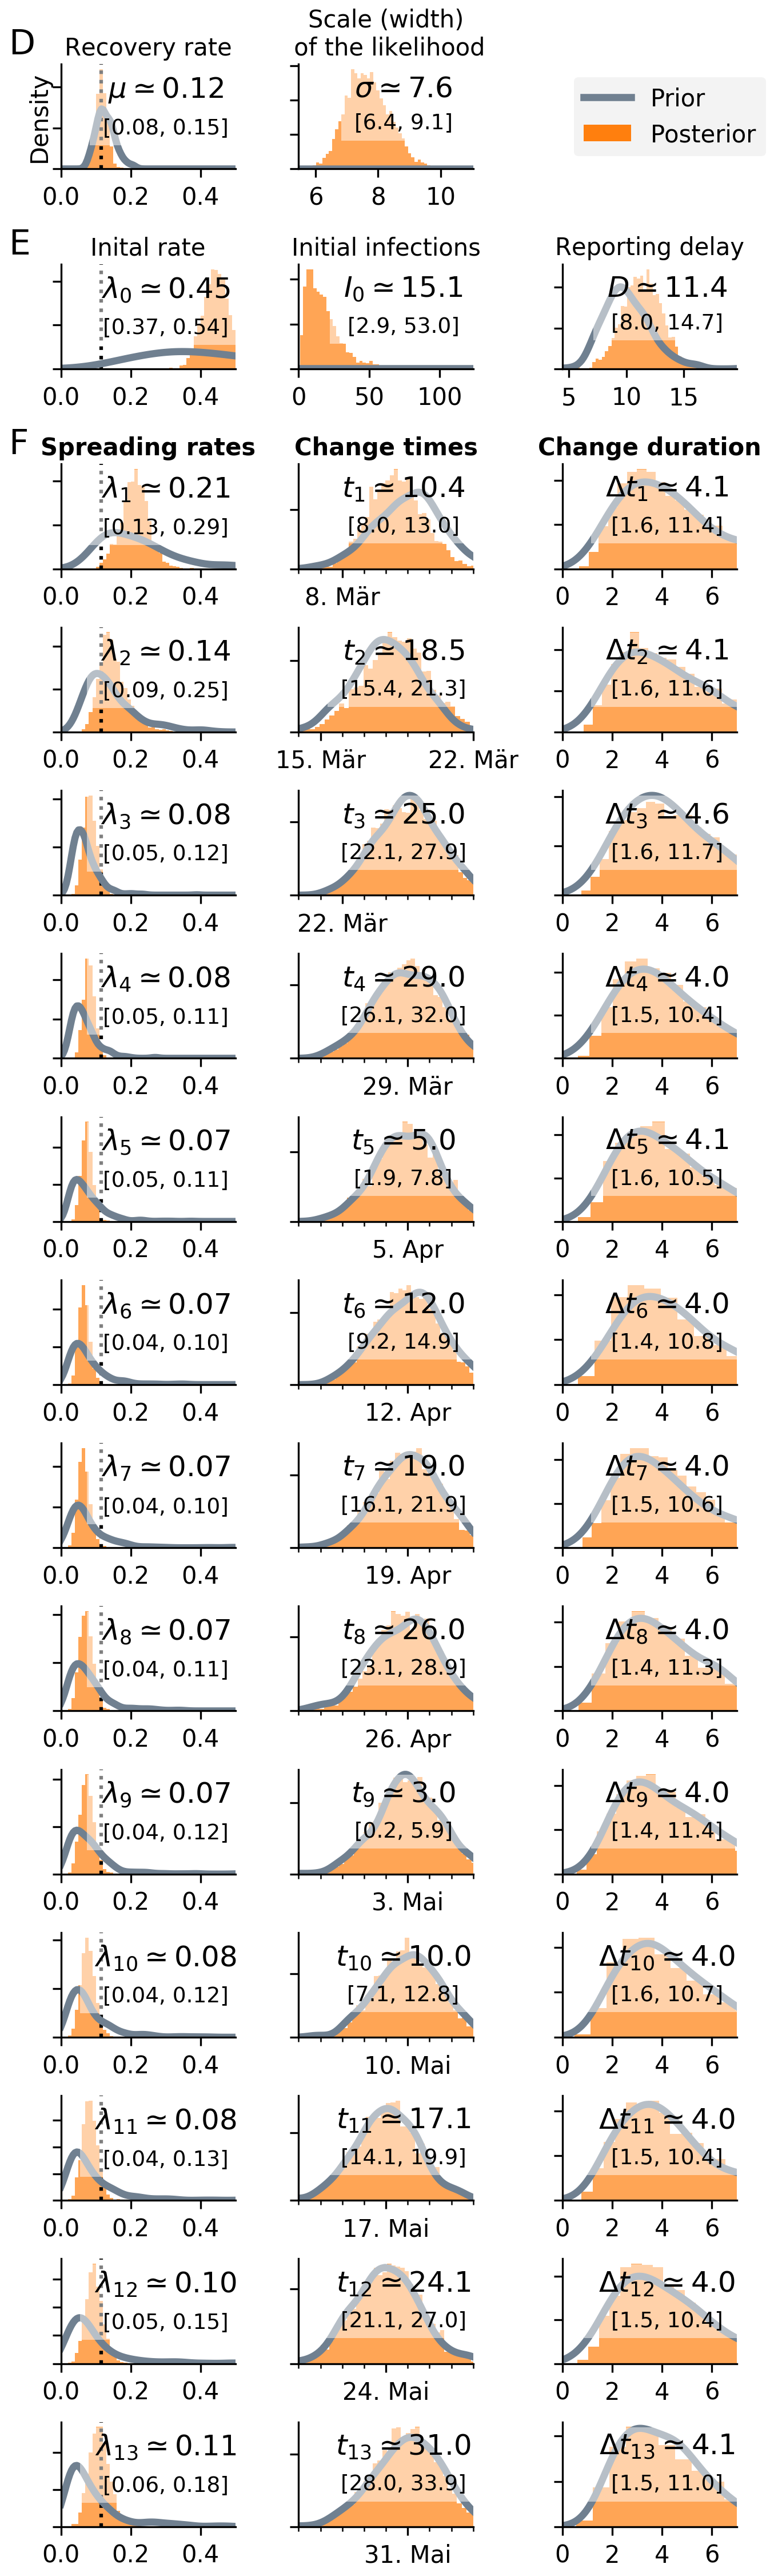 D
Recovery rate
Scale (width)
of the likelihood
Density
μ ≃ 0.12
[0.08, 0.15]
σ ≃ 7.6
[6.4, 9.1]
Prior
Posterior
0.0 0.2 0.4
6 8 10
E
Inital rate
Initial infections
Reporting delay
λ0 ≃ 0.45
[0.37, 0.54]
I0 ≃ 15.1
[2.9, 53.0]
D ≃ 11.4
[8.0, 14.7]
0.0 0.2 0.4
0 50 100
5 10 15
F
Spreading rates
Change times
Change duration
λ1 ≃ 0.21
[0.13, 0.29]
t1 ≃ 10.4
[8.0, 13.0]
Δt1 ≃ 4.1
[1.6, 11.4]
0.0 0.2 0.4
8. Mär
0 2 4 6
λ2 ≃ 0.14
[0.09, 0.25]
t2 ≃ 18.5
[15.4, 21.3]
Δt2 ≃ 4.1
[1.6, 11.6]
0.0 0.2 0.4
15. Mär 22. Mär
0 2 4 6
λ3 ≃ 0.08
[0.05, 0.12]
t3 ≃ 25.0
[22.1, 27.9]
Δt3 ≃ 4.6
[1.6, 11.7]
0.0 0.2 0.4
22. Mär
0 2 4 6
λ4 ≃ 0.08
[0.05, 0.11]
t4 ≃ 29.0
[26.1, 32.0]
Δt4 ≃ 4.0
[1.5, 10.4]
0.0 0.2 0.4
29. Mär
0 2 4 6
λ5 ≃ 0.07
[0.05, 0.11]
t5 ≃ 5.0
[1.9, 7.8]
Δt5 ≃ 4.1
[1.6, 10.5]
0.0 0.2 0.4
5. Apr
0 2 4 6
λ6 ≃ 0.07
[0.04, 0.10]
t6 ≃ 12.0
[9.2, 14.9]
Δt6 ≃ 4.0
[1.4, 10.8]
0.0 0.2 0.4
12. Apr
0 2 4 6
λ7 ≃ 0.07
[0.04, 0.10]
t7 ≃ 19.0
[16.1, 21.9]
Δt7 ≃ 4.0
[1.5, 10.6]
0.0 0.2 0.4
19. Apr
0 2 4 6
λ8 ≃ 0.07
[0.04, 0.11]
t8 ≃ 26.0
[23.1, 28.9]
Δt8 ≃ 4.0
[1.4, 11.3]
0.0 0.2 0.4
26. Apr
0 2 4 6
λ9 ≃ 0.07
[0.04, 0.12]
t9 ≃ 3.0
[0.2, 5.9]
Δt9 ≃ 4.0
[1.4, 11.4]
0.0 0.2 0.4
3. Mai
0 2 4 6
λ10 ≃ 0.08
[0.04, 0.12]
t10 ≃ 10.0
[7.1, 12.8]
Δt10 ≃ 4.0
[1.6, 10.7]
0.0 0.2 0.4
10. Mai
0 2 4 6
λ11 ≃ 0.08
[0.04, 0.13]
t11 ≃ 17.1
[14.1, 19.9]
Δt11 ≃ 4.0
[1.5, 10.4]
0.0 0.2 0.4
17. Mai
0 2 4 6
λ12 ≃ 0.10
[0.05, 0.15]
t12 ≃ 24.1
[21.1, 27.0]
Δt12 ≃ 4.0
[1.5, 10.4]
0.0 0.2 0.4
24. Mai
0 2 4 6
λ13 ≃ 0.11
[0.06, 0.18]
t13 ≃ 31.0
[28.0, 33.9]
Δt13 ≃ 4.1
[1.5, 11.0]
0.0 0.2 0.4
31. Mai
0 2 4 6